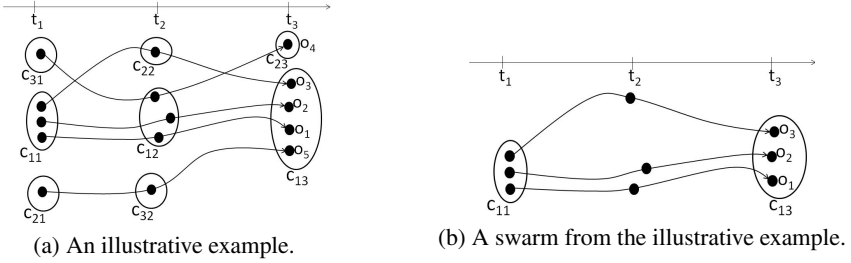 t1 t2 t3
c31 c22 c23 o4
o3
o2
o1
c11 c12 o5
c13
c21 c32
(a) An illustrative example.
t1 t2 t3
o3
o2
o1
c11 c13
(b) A swarm from the illustrative example.